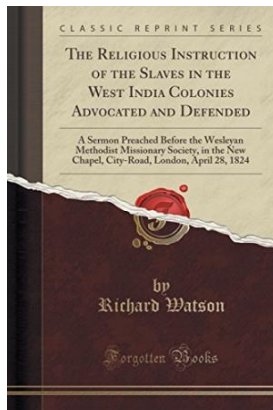 CLASSIC REPRINT SERIES
THE RELIGIOUS INSTRUCTION
OF THE SLAVES IN THE
WEST INDIA COLONIES
ADVOCATED AND DEFENDED
A Sermon Preached Before the Wesleyan
Methodist Missionary Society, in the New
Chapel, City-Road, London, April 28, 1824
by
Richard Watson
Forgotten Books